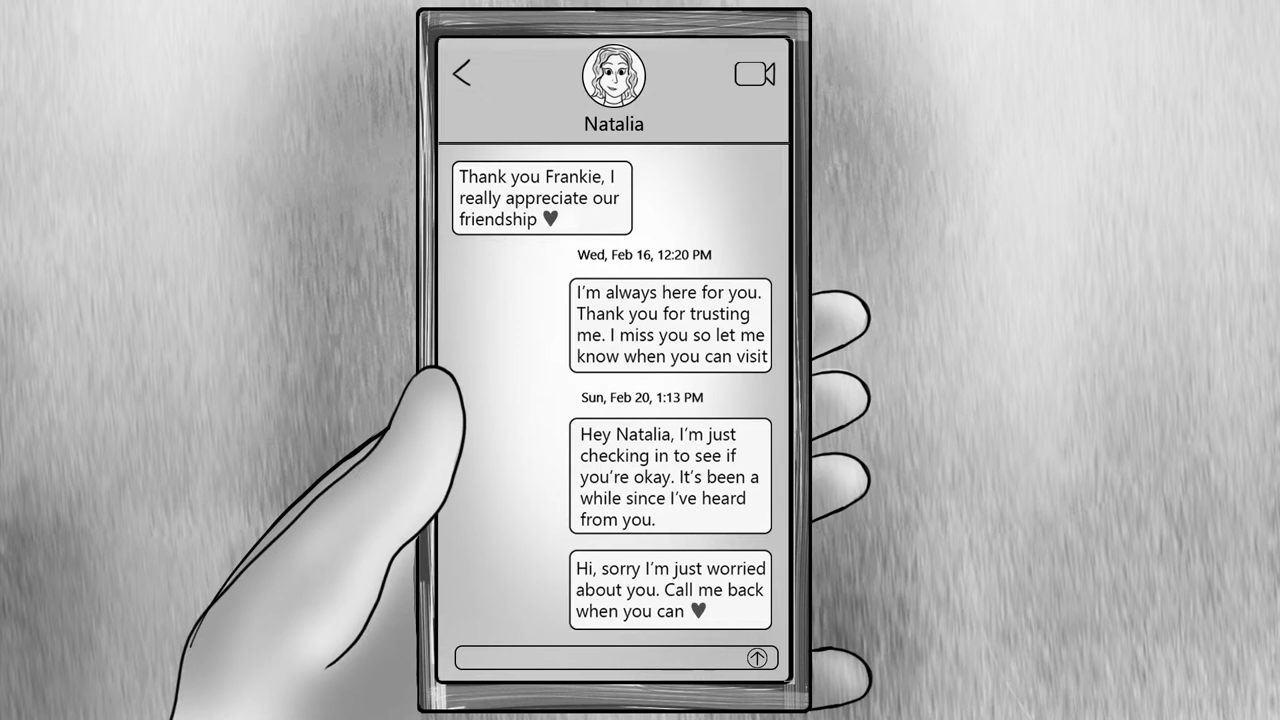 Natalia
Thank you Frankie, I
really appreciate our
friendship ♥
Wed, Feb 16, 12:20 PM
I'm always here for you.
Thank you for trusting
me. I miss you so let me
know when you can visit
Sun, Feb 20, 1:13 PM
Hey Natalia, I'm just
checking in to see if
you're okay. It's been a
while since I've heard
from you.
Hi, sorry I'm just worried
about you. Call me back
when you can ♥